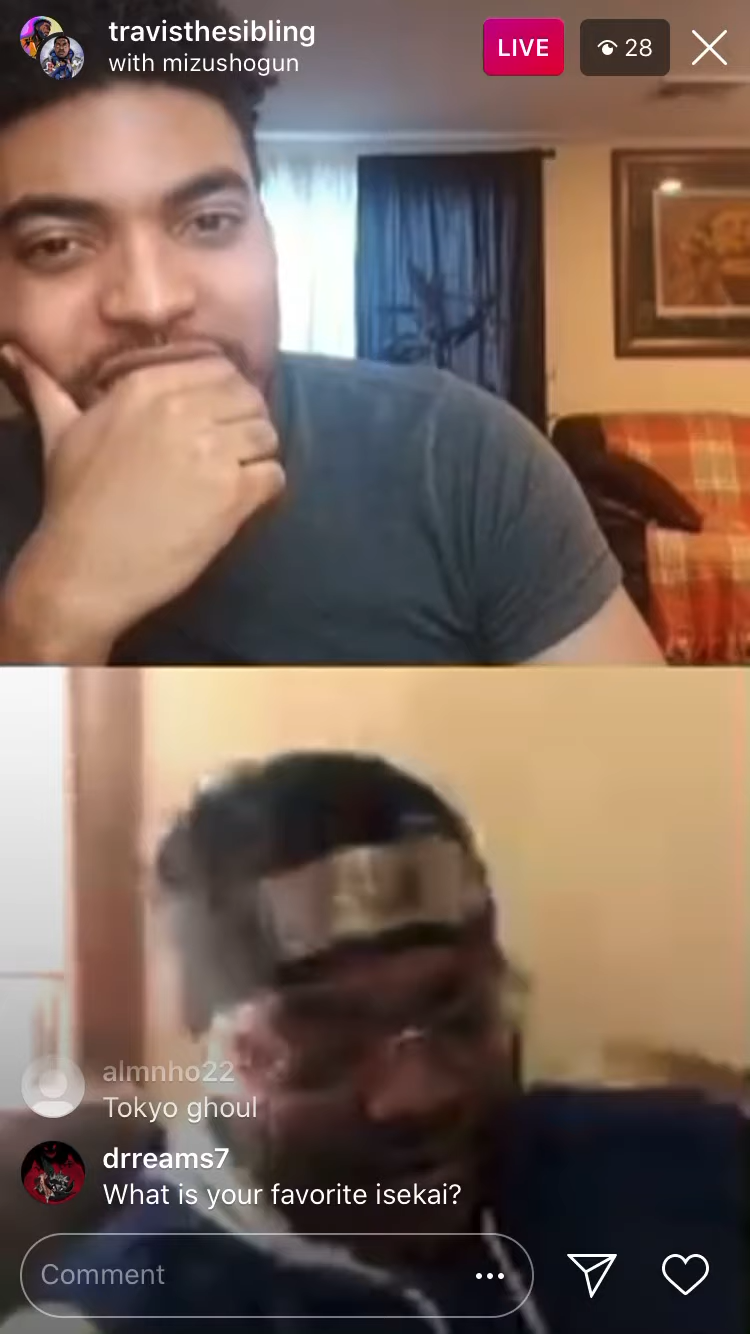 travisthesibling
with mizushogun
LIVE
28
almnho22
Tokyo ghoul
drreams7
What is your favorite isekai?
Comment